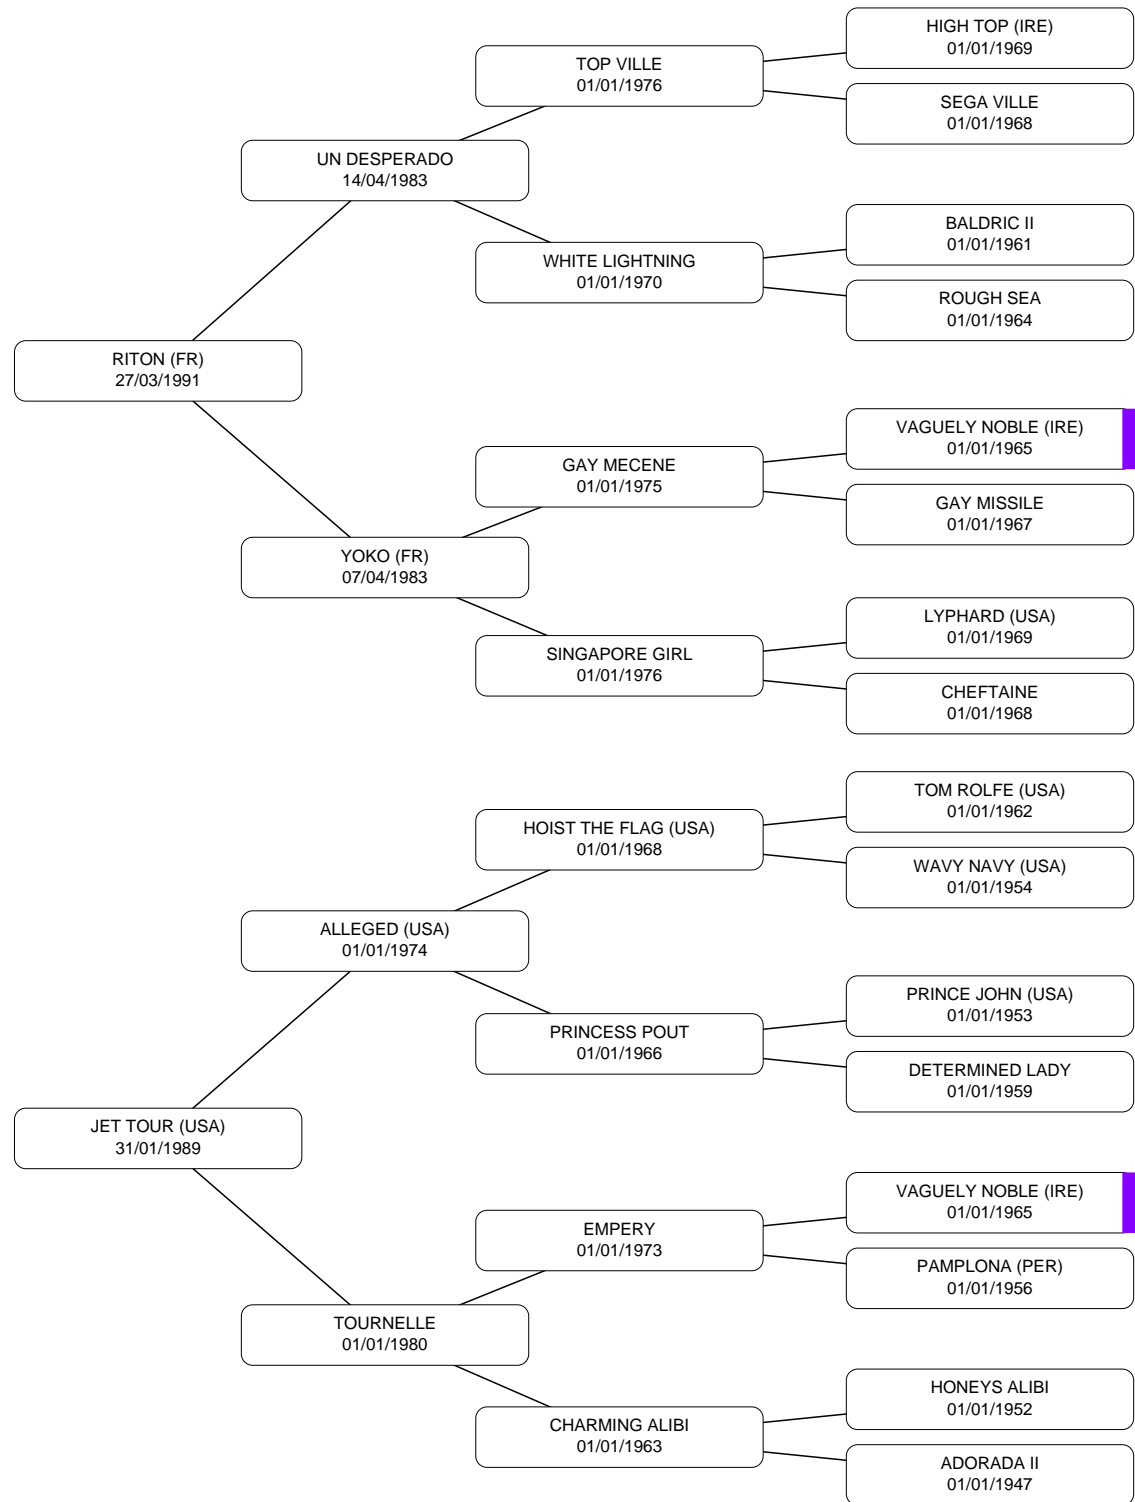 HIGH TOP (IRE)
01/01/1969
TOP VILLE
01/01/1976
SEGA VILLE
01/01/1968
UN DESPERADO
14/04/1983
BALDRIC II
01/01/1961
WHITE LIGHTNING
01/01/1970
ROUGH SEA
01/01/1964
RITON (FR)
27/03/1991
VAGUELY NOBLE (IRE)
01/01/1965
GAY MECENE
01/01/1975
GAY MISSILE
01/01/1967
YOKO (FR)
07/04/1983
LYPHARD (USA)
01/01/1969
SINGAPORE GIRL
01/01/1976
CHEFTAINE
01/01/1968
TOM ROLFE (USA)
01/01/1962
HOIST THE FLAG (USA)
01/01/1968
WAVY NAVY (USA)
01/01/1954
ALLEGED (USA)
01/01/1974
PRINCE JOHN (USA)
01/01/1953
PRINCESS POUT
01/01/1966
DETERMINED LADY
01/01/1959
JET TOUR (USA)
31/01/1989
VAGUELY NOBLE (IRE)
01/01/1965
EMPERY
01/01/1973
PAMPLONA (PER)
01/01/1956
TOURNELLE
01/01/1980
HONEYS ALIBI
01/01/1952
CHARMING ALIBI
01/01/1963
ADORADA II
01/01/1947